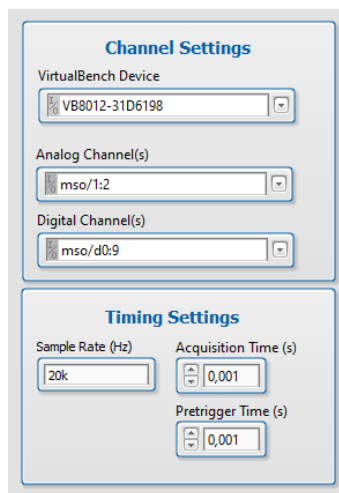 Channel Settings
VirtualBench Device
I/O VB8012-31D6198
Analog Channel(s)
I/O mso/1:2
Digital Channel(s)
I/O mso/d0:9
Timing Settings
Sample Rate (Hz) Acquisition Time (s)
20k 0,001
Pretrigger Time (s)
0,001